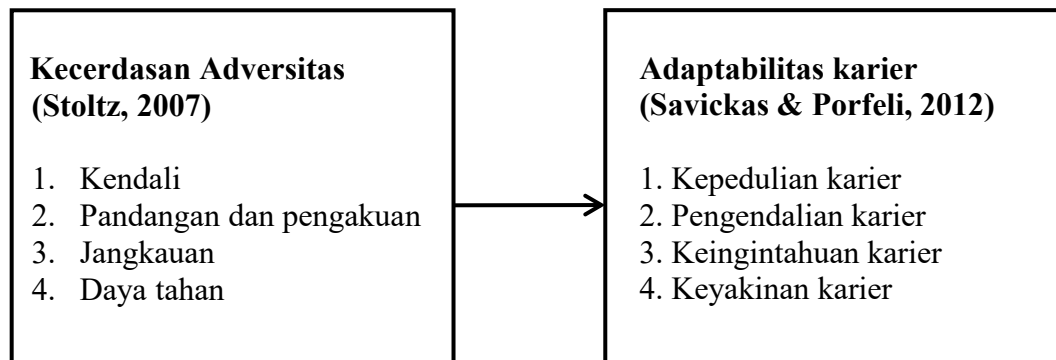 Kecerdasan Adversitas
(Stoltz, 2007)
1. Kendali
2. Pandangan dan pengakuan
3. Jangkauan
4. Daya tahan
Adaptabilitas karier
(Savickas & Porfeli, 2012)
1. Kepedulian karier
2. Pengendalian karier
3. Keingintahuan karier
4. Keyakinan karier